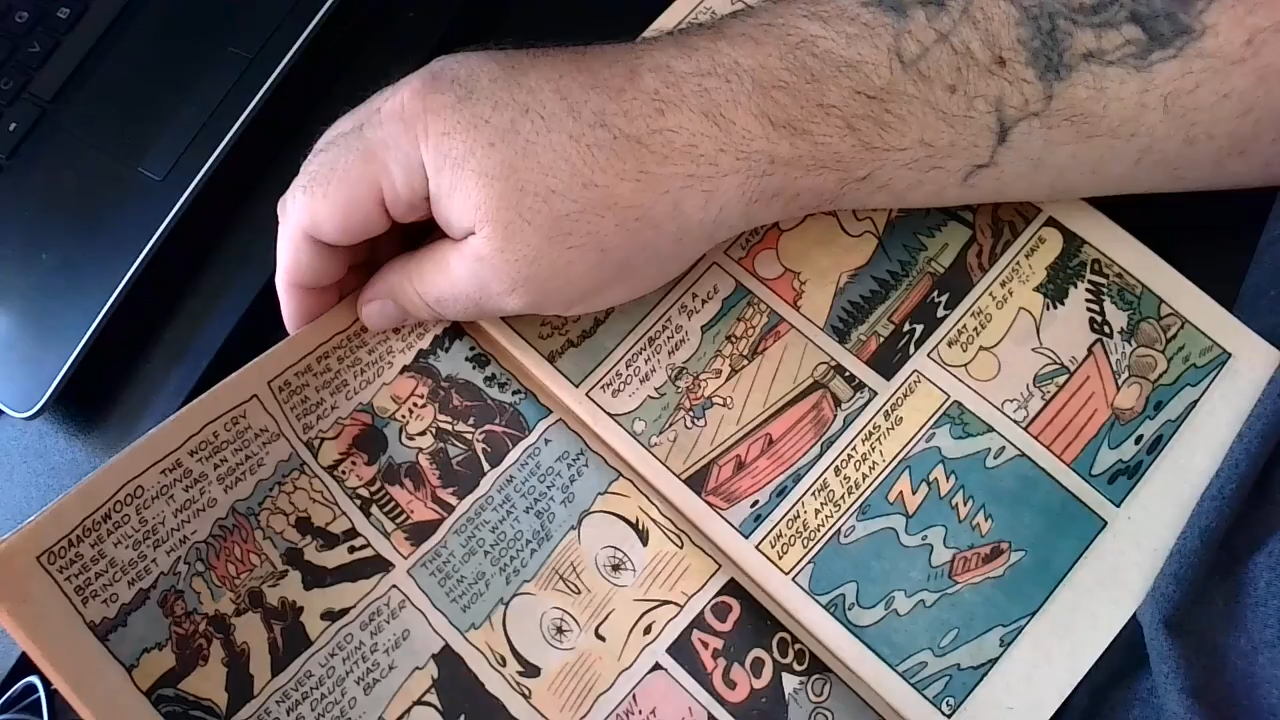 OOAAGGWOOO...THE WOLF CRY
WAS HEARD ECHOING THROUGH
THESE HILLS...IT WAS AN INDIAN
BRAVE, GREY WOLF, SIGNALING
PRINCESS RUNNING WATER
TO MEET HIM...
AS THE PRINCESS
UPON THE
HIM FIGHTING WITH
FROM HER FATHER, CHIEF
BLACK CLOUD'S TRIBE
THEY TOSSED HIM INTO A
TENT UNTIL THE CHIEF
DECIDED WHAT TO DO TO
HIM...AND IT WASN'T ANY
THING GOOD, BUT GREY
WOLF MANAGED TO
ESCAPE
NEVER LIKED GREY
WARNED HIM NEVER
DAUGHTER...
WOLF WAS TIED
BACK
GAD
LATER
THIS ROWBOAT IS A
GOOD HIDING PLACE
HEH!
HEH!
WHAT TH- I MUST HAVE
DOZED OFF...!
BUMP
UH, OH! THE BOAT HAS BROKEN
LOOSE AND IS DRIFTING
DOWNSTREAM!
ZZZZZ
5
C
V
B
N